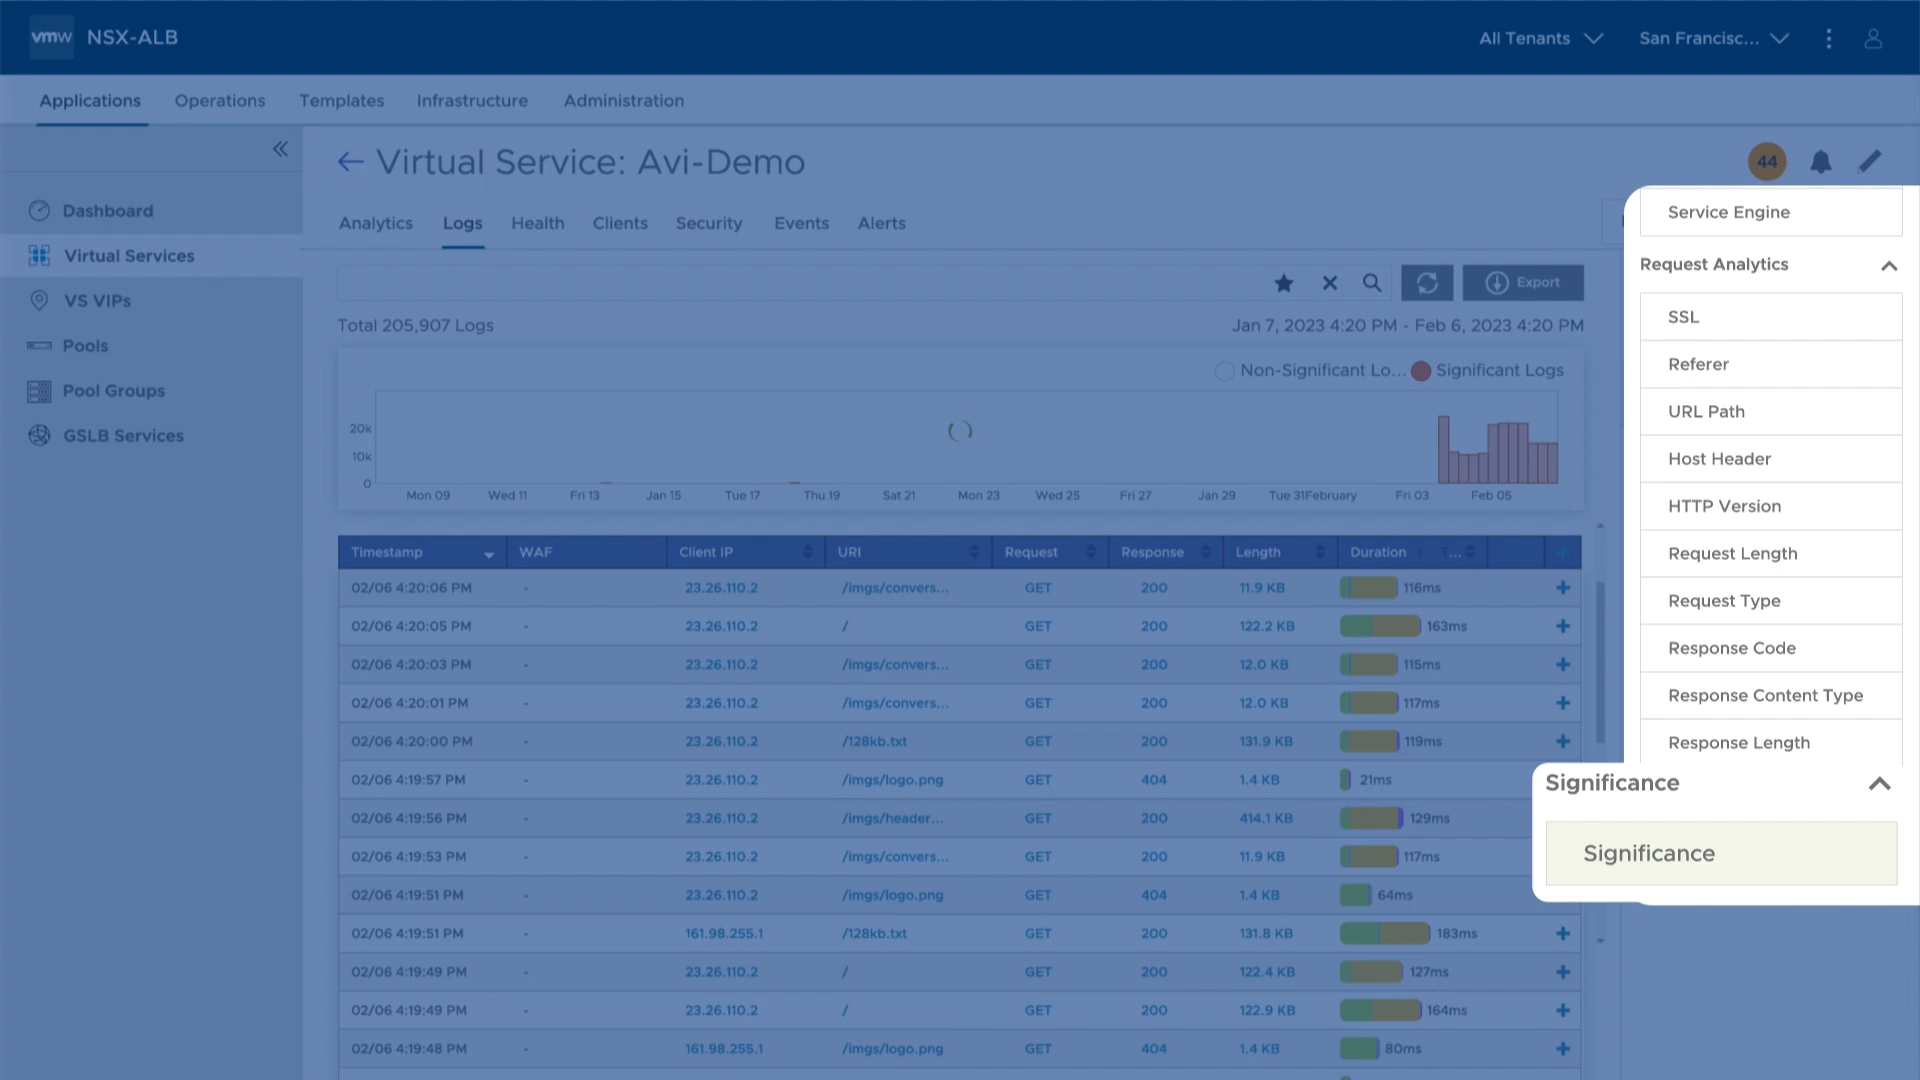 vmw NSX-ALB
All Tenants
San Francisc...
Applications Operations Templates Infrastructure Administration
Dashboard
Virtual Services
VS VIPs
Pools
Pool Groups
GSLB Services
Virtual Service: Avi-Demo
44
Analytics Logs Health Clients Security Events Alerts
Export
Total 205,907 Logs
Jan 7, 2023 4:20 PM - Feb 6, 2023 4:20 PM
Non-Significant Lo... Significant Logs
20k
10k
0
Mon 09 Wed 11 Fri 13 Jan 15 Tue 17 Thu 19 Sat 21 Mon 23 Wed 25 Fri 27 Jan 29 Tue 31February Fri 03 Feb 05
Timestamp WAF Client IP URI Request Response Length Duration T...
02/06 4:20:06 PM - 23.26.110.2 /imgs/convers... GET 200 11.9 KB 116ms
02/06 4:20:05 PM - 23.26.110.2 / GET 200 122.2 KB 163ms
02/06 4:20:03 PM - 23.26.110.2 /imgs/convers... GET 200 12.0 KB 115ms
02/06 4:20:01 PM - 23.26.110.2 /imgs/convers... GET 200 12.0 KB 117ms
02/06 4:20:00 PM - 23.26.110.2 /128kb.txt GET 200 131.9 KB 119ms
02/06 4:19:57 PM - 23.26.110.2 /imgs/logo.png GET 404 1.4 KB 21ms
02/06 4:19:56 PM - 23.26.110.2 /imgs/header... GET 200 414.1 KB 129ms
02/06 4:19:53 PM - 23.26.110.2 /imgs/convers... GET 200 11.9 KB 117ms
02/06 4:19:51 PM - 23.26.110.2 /imgs/logo.png GET 404 1.4 KB 64ms
02/06 4:19:51 PM - 161.98.255.1 /128kb.txt GET 200 131.8 KB 183ms
02/06 4:19:49 PM - 23.26.110.2 / GET 200 122.4 KB 127ms
02/06 4:19:49 PM - 23.26.110.2 / GET 200 122.9 KB 164ms
02/06 4:19:48 PM - 161.98.255.1 /imgs/logo.png GET 404 1.4 KB 80ms
Service Engine
Request Analytics
SSL
Referer
URL Path
Host Header
HTTP Version
Request Length
Request Type
Response Code
Response Content Type
Response Length
Significance
Significance